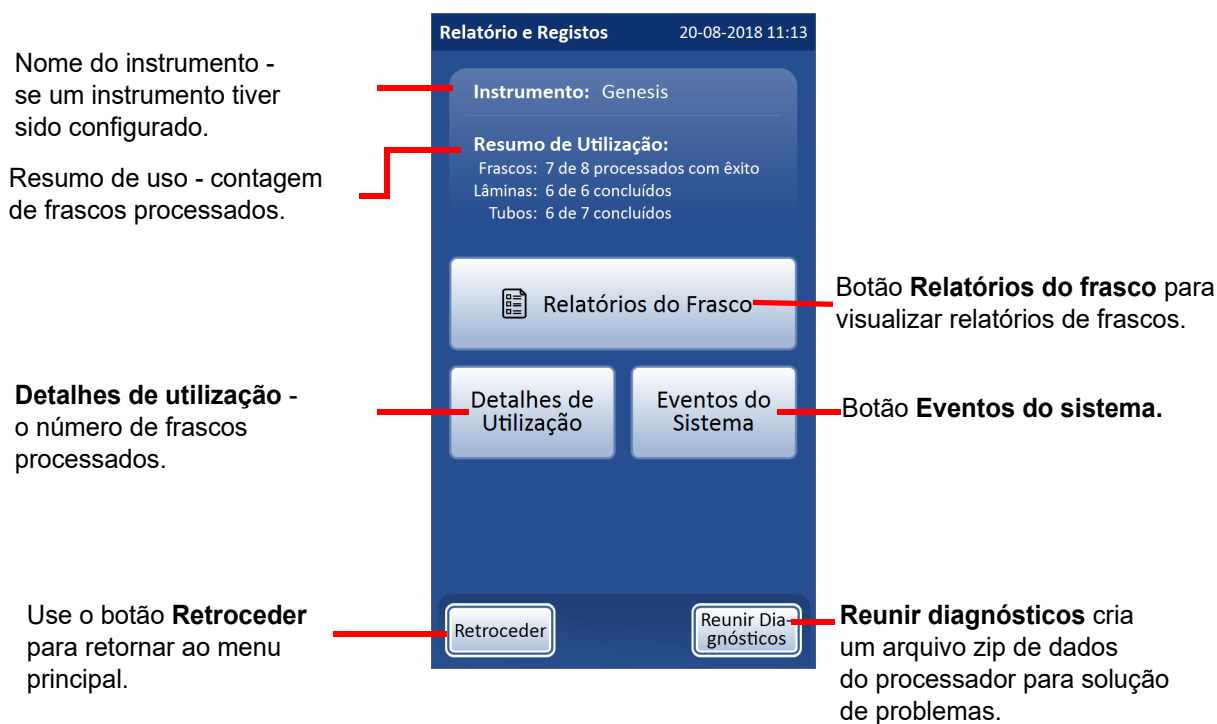 Relatório e Registos 20-08-2018 11:13
Nome do instrumento -
se um instrumento tiver
sido configurado.
Instrumento: Genesis
Resumo de uso - contagem
de frascos processados.
Resumo de Utilização:
Frascos: 7 de 8 processados com êxito
Lâminas: 6 de 6 concluídos
Tubos: 6 de 7 concluídos
Relatórios do Frasco
Botão Relatórios do frasco para
visualizar relatórios de frascos.
Detalhes de utilização -
o número de frascos
processados.
Detalhes de
Utilização
Eventos do
Sistema
Botão Eventos do sistema.
Use o botão Retroceder
para retornar ao menu
principal.
Retroceder
Reunir Dia-
gnósticos
Reunir diagnósticos cria
um arquivo zip de dados
do processador para solução
de problemas.